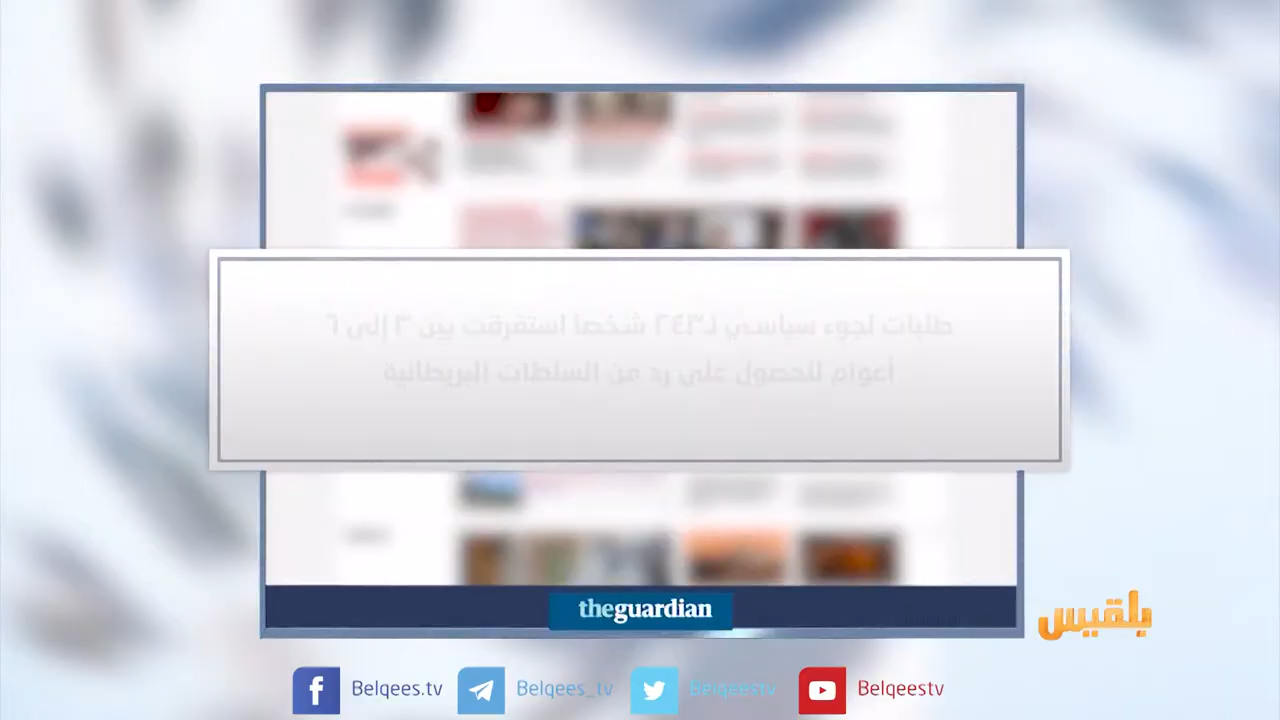 طلبات لجوء سياسي لـ٢٤٣ شخصا استغرقت بين ٣ إلى ٦
أعوام للحصول على رد من السلطات البريطانية
theguardian
بلقيس
Belqees.tv Belqees_tv Belqeestv Belqeestv